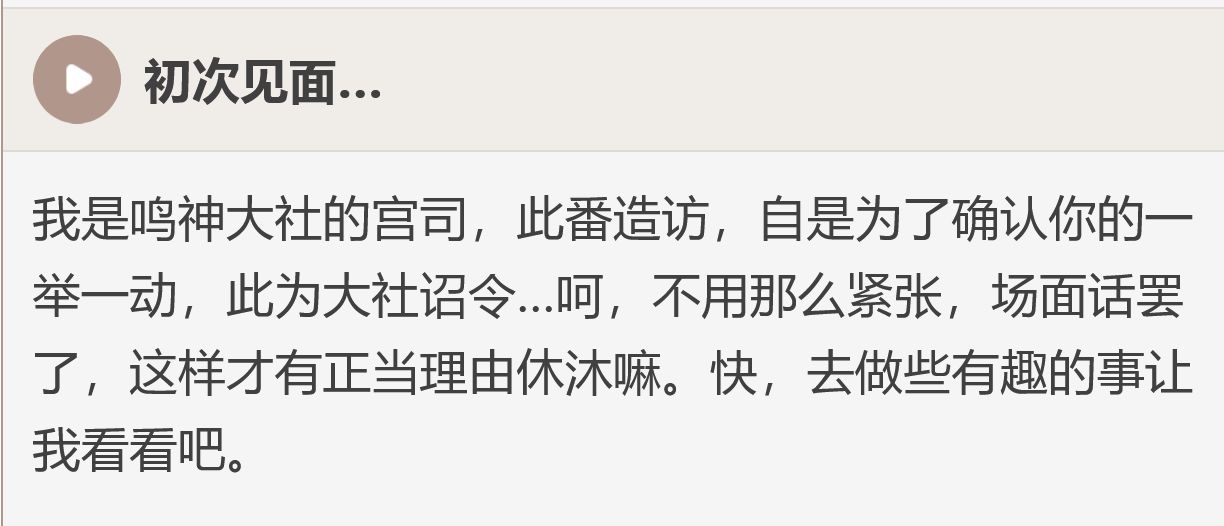 初次见面…
我是鸣神大社的宫司，此番造访，自是为了确认你的一
举一动，此为大社诏令…呵，不用那么紧张，场面话罢
了，这样才有正当理由休沐嘛。快，去做些有趣的事让
我看看吧。